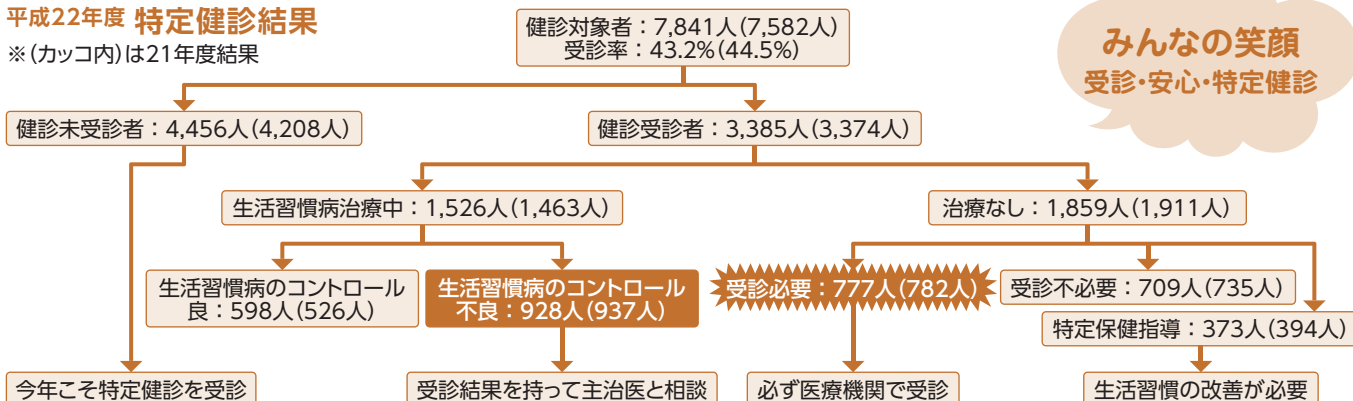 平成22年度 特定健診結果
※(カッコ内)は21年度結果
健診対象者：7,841人(7,582人)
受診率：43.2%(44.5%)
みんなの笑顔
受診・安心・特定健診
健診未受診者：4,456人(4,208人)
健診受診者：3,385人(3,374人)
生活習慣病治療中：1,526人(1,463人)
治療なし：1,859人(1,911人)
生活習慣病のコントロール
良：598人(526人)
生活習慣病のコントロール
不良：928人(937人)
受診必要：777人(782人)
受診不必要：709人(735人)
特定保健指導：373人(394人)
今年こそ特定健診を受診
受診結果を持って主治医と相談
必ず医療機関で受診
生活習慣の改善が必要